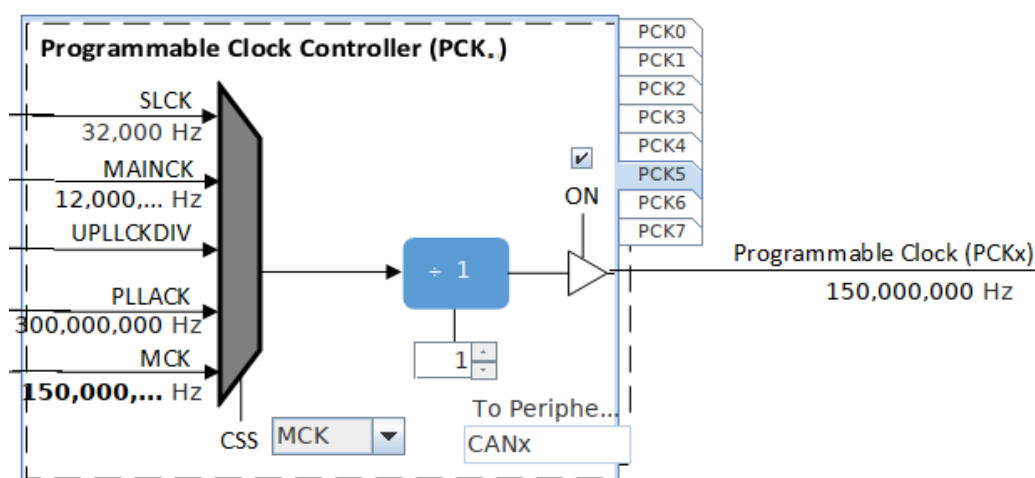 Programmable Clock Controller (PCK.)
PCK0
PCK1
PCK2
PCK3
PCK4
PCK5
PCK6
PCK7
SLCK
32,000 Hz
MAINCK
12,000,... Hz
UPLLCKDIV
PLLACK
300,000,000 Hz
MCK
150,000,... Hz
CSS
MCK
÷ 1
1
ON
To Periphe...
CANx
Programmable Clock (PCKx)
150,000,000 Hz